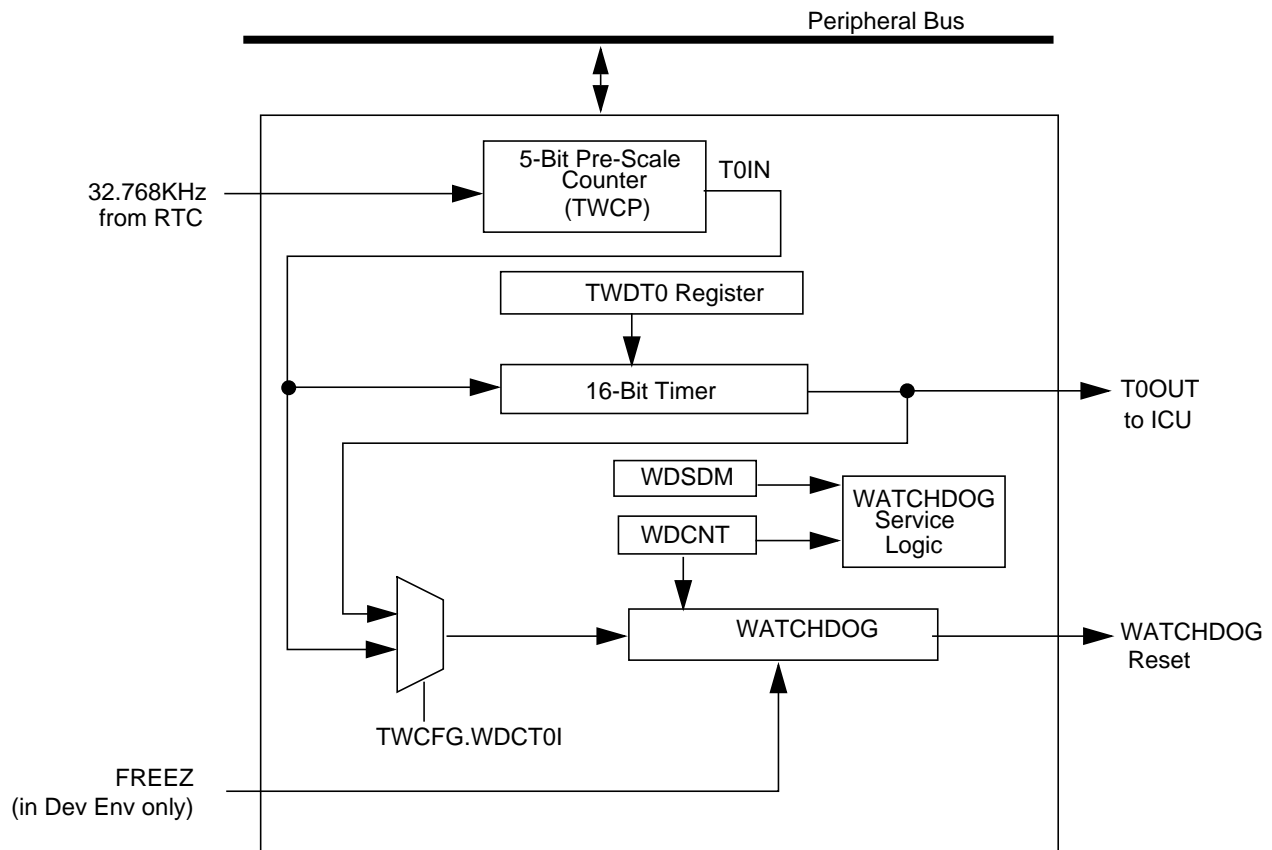 Peripheral Bus
5-Bit Pre-Scale
Counter
(TWCP)
T0IN
32.768KHz
from RTC
TWDT0 Register
16-Bit Timer
T0OUT
to ICU
WDSDM
WATCHDOG
Service
Logic
WDCNT
WATCHDOG
WATCHDOG
Reset
TWCFG.WDCT0I
FREEZ
(in Dev Env only)